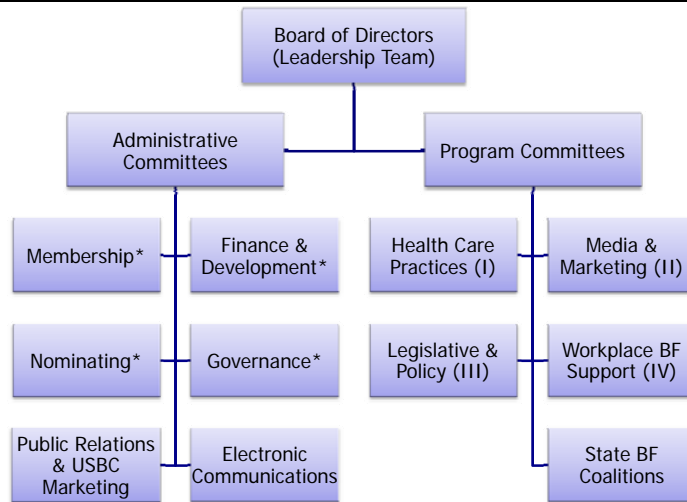 Board of Directors
(Leadership Team)
Administrative
Committees
Program Committees
Membership*
Finance &
Development*
Health Care
Practices (I)
Media &
Marketing (II)
Nominating*
Governance*
Legislative &
Policy (III)
Workplace BF
Support (IV)
Public Relations
& USBC
Marketing
Electronic
Communications
State BF
Coalitions